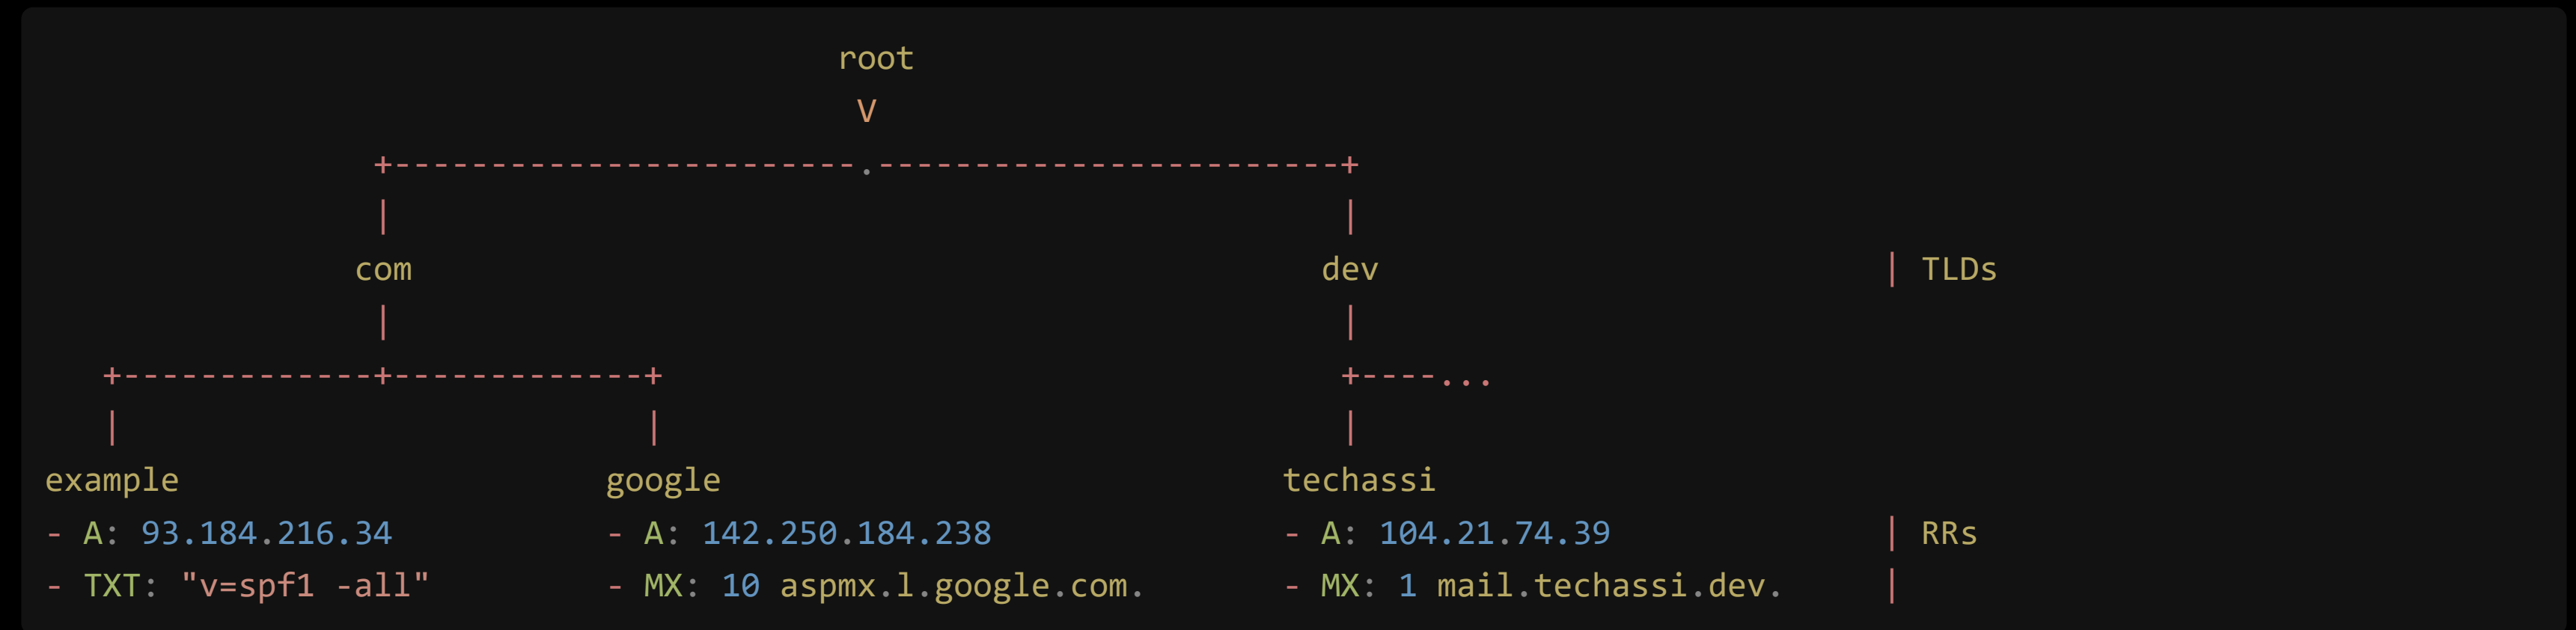 root
V
+------------------------.------------------------+
| |
com dev | TLDs
| |
+-------------+-------------+ +----...
| | |
example google techassi
- A: 93.184.216.34 - A: 142.250.184.238 - A: 104.21.74.39 | RRs
- TXT: "v=spf1 -all" - MX: 10 aspmx.l.google.com. - MX: 1 mail.techassi.dev. |